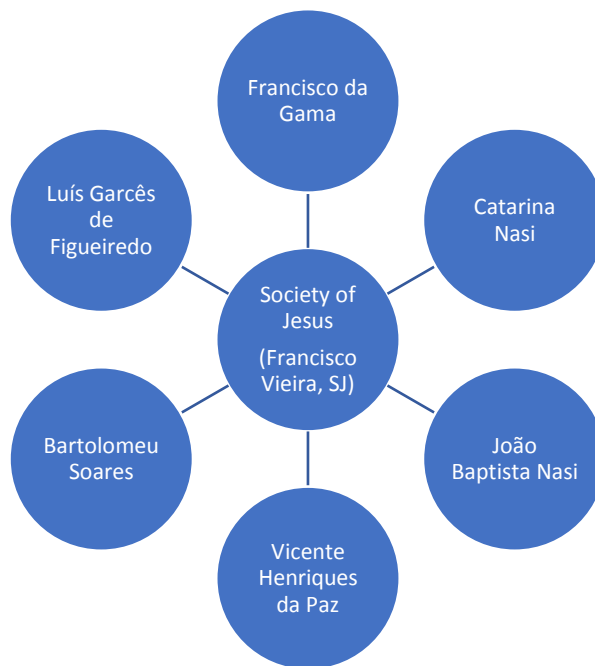 Francisco da
Gama
Luís Garcês
de
Figueiredo
Catarina
Nasi
Society of
Jesus
(Francisco
Vieira, SJ)
Bartolomeu
Soares
João
Baptista Nasi
Vicente
Henriques
da Paz